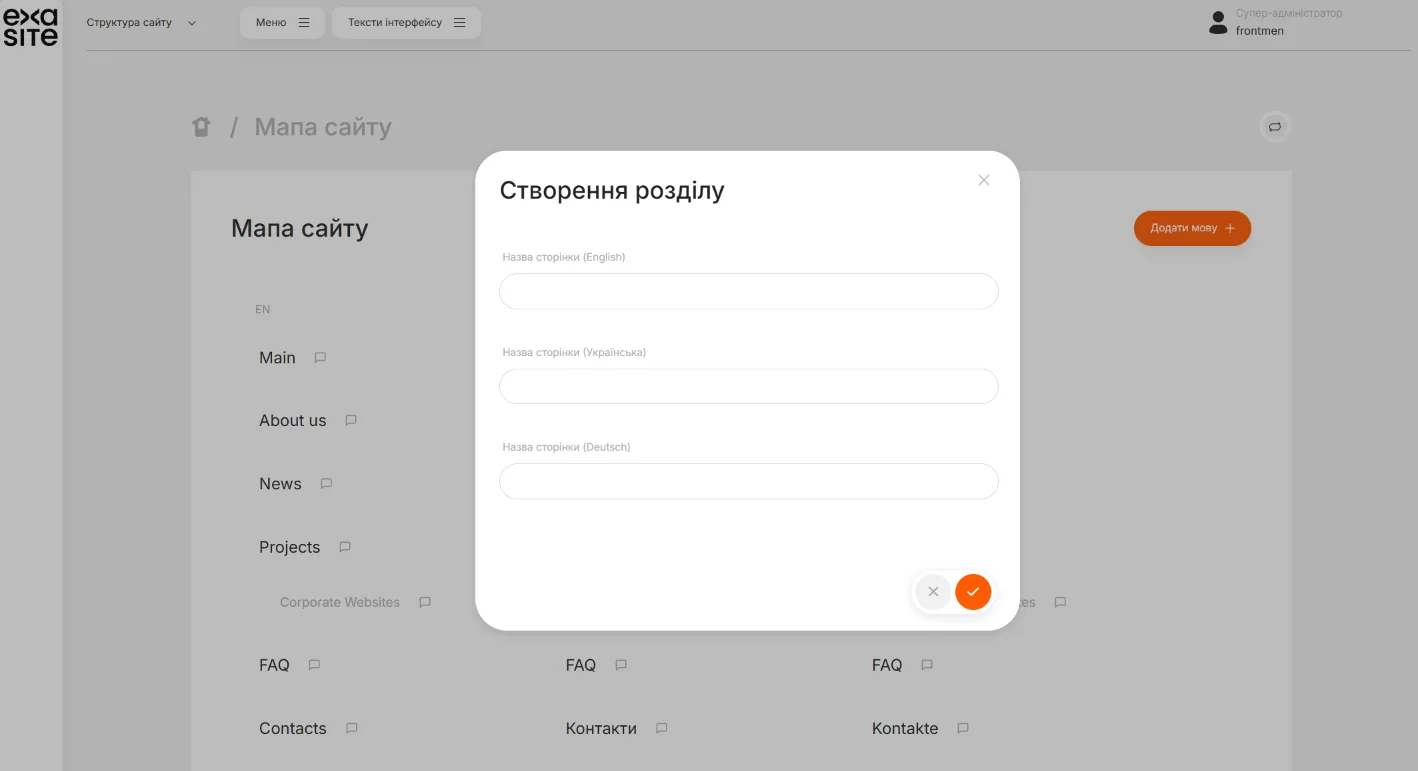 exa
site
Структура сайту
Меню
Тексти інтерфейсу
Супер-адміністратор
frontmen
/ Мапа сайту
Мапа сайту
Додати мову
Створення розділу
Назва сторінки (English)
Назва сторінки (Українська)
Назва сторінки (Deutsch)
EN
Main
About us
News
Projects
Corporate Websites
FAQ FAQ FAQ
Contacts Контакти Kontakte